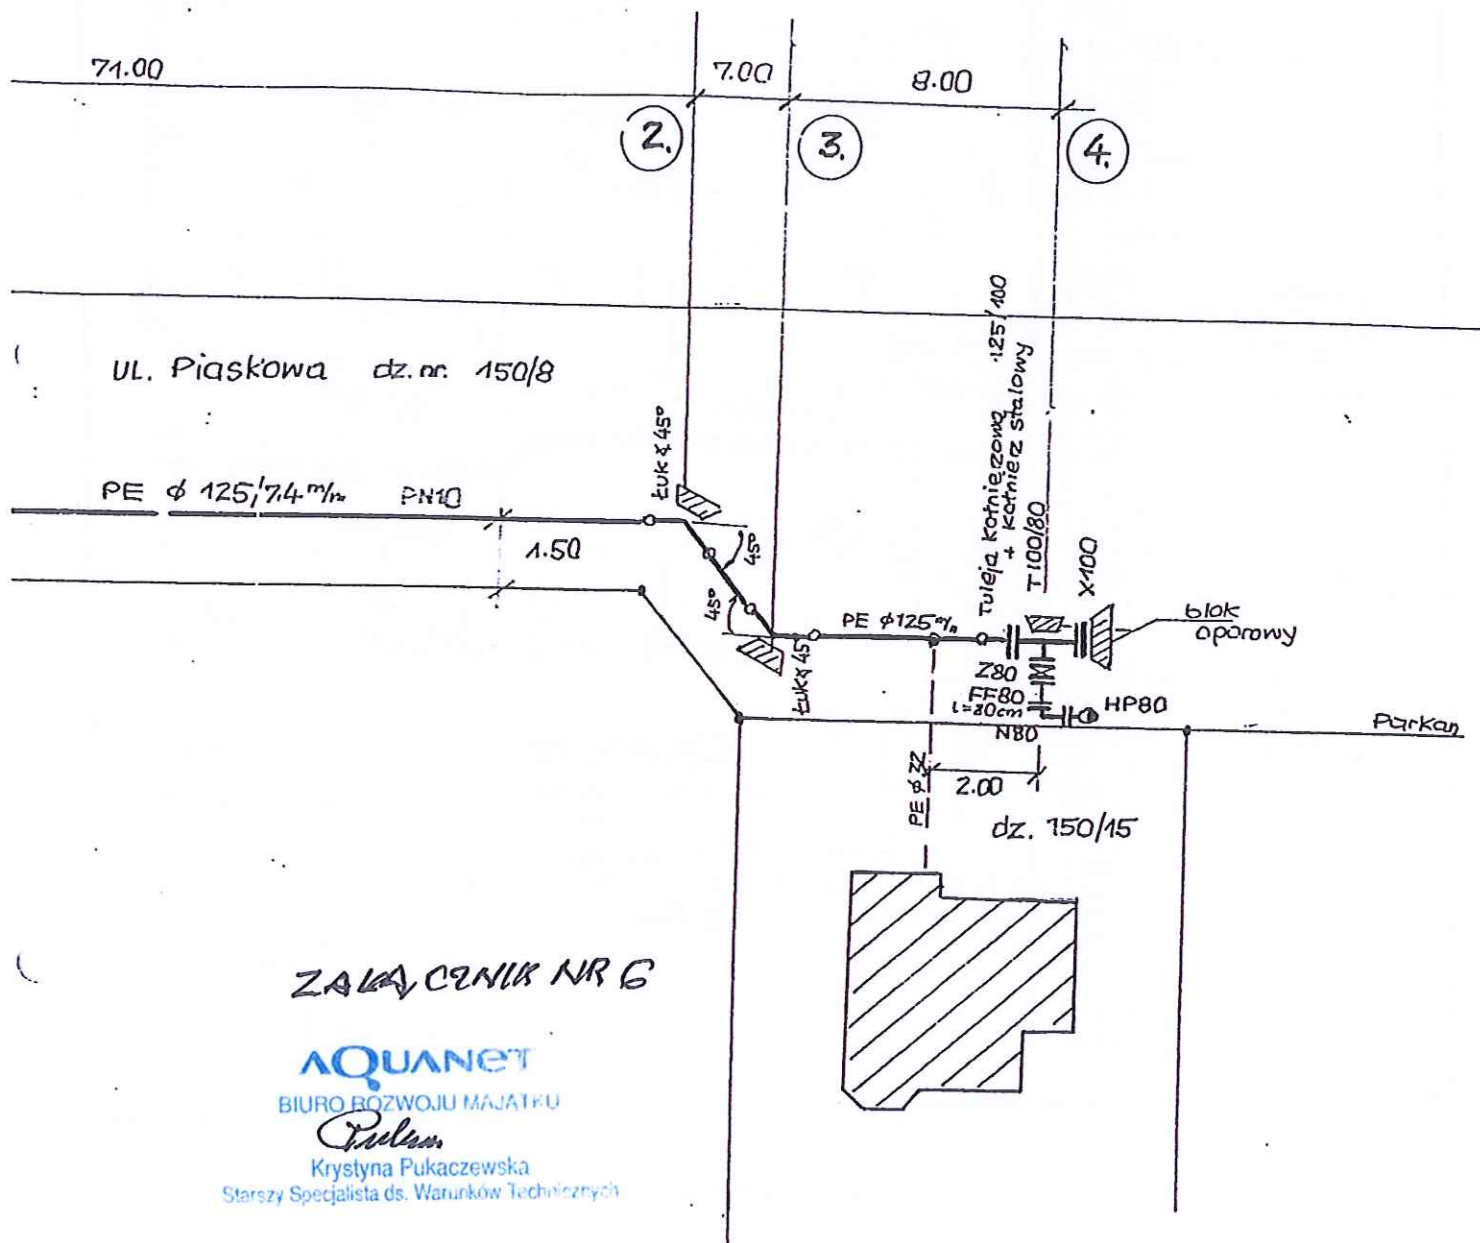 71.00
7.00
8.00
2.
3.
4.
UL. Piaskowa dz. nr. 150/8
Tuleja kołnierzowa 125/100
+ kołnierz stalowy
T100/80
X100
Łuk ∡ 45°
PE ϕ 125/7.4 m/m PN10
1.50
45°
45°
Łuk ∡ 45
PE ϕ 125 m/m
blok
oporowy
Z80
FF80
l=80cm
N80
HP80
Parkan
PE ϕ 32
2.00
dz. 150/15
ZAŁĄCZNIK NR 6
AQUANET
BIURO ROZWOJU MAJĄTKU
Krystyna Pukaczewska
Starszy Specjalista ds. Warunków Technicznych